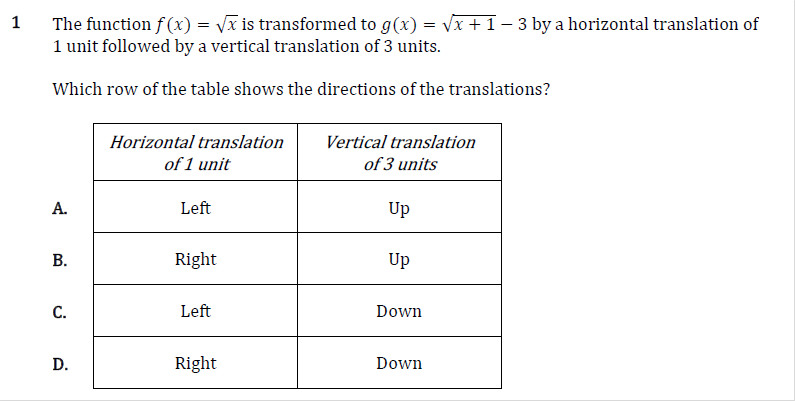 1 The function f(x) = √x is transformed to g(x) = √(x + 1) − 3 by a horizontal translation of
1 unit followed by a vertical translation of 3 units.
Which row of the table shows the directions of the translations?
Horizontal translation of 1 unit Vertical translation of 3 units
A. Left Up
B. Right Up
C. Left Down
D. Right Down